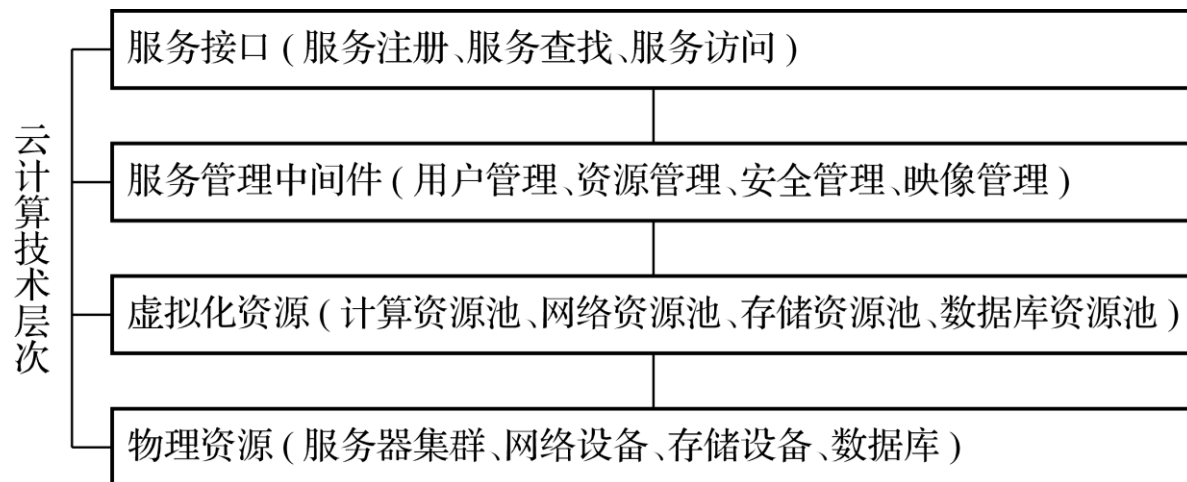 云计算技术层次
服务接口(服务注册、服务查找、服务访问)
服务管理中间件(用户管理、资源管理、安全管理、映像管理)
虚拟化资源(计算资源池、网络资源池、存储资源池、数据库资源池)
物理资源(服务器集群、网络设备、存储设备、数据库)